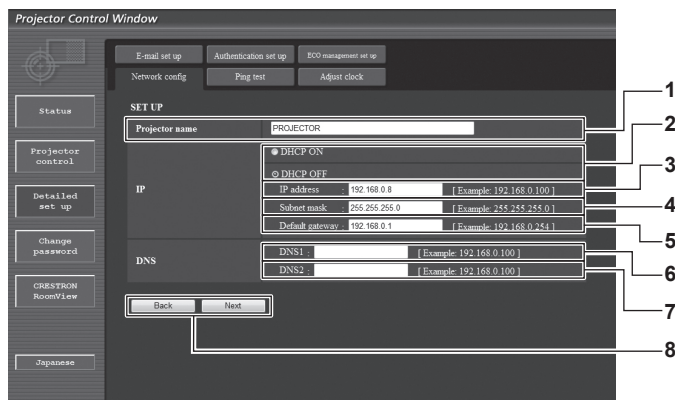 Projector Control Window
E-mail set up Authentication set up ECO management set up
Network config Ping test Adjust clock
Status
Projector control
Detailed set up
Change password
CRESTRON RoomView
Japanese
SET UP
Projector name PROJECTOR
IP
DHCP ON
DHCP OFF
IP address : 192.168.0.8 [ Example: 192.168.0.100 ]
Subnet mask : 255.255.255.0 [ Example: 255.255.255.0 ]
Default gateway : 192.168.0.1 [ Example: 192.168.0.254 ]
DNS
DNS1 : [ Example: 192.168.0.100 ]
DNS2 : [ Example: 192.168.0.100 ]
Back Next
1
2
3
4
5
6
7
8